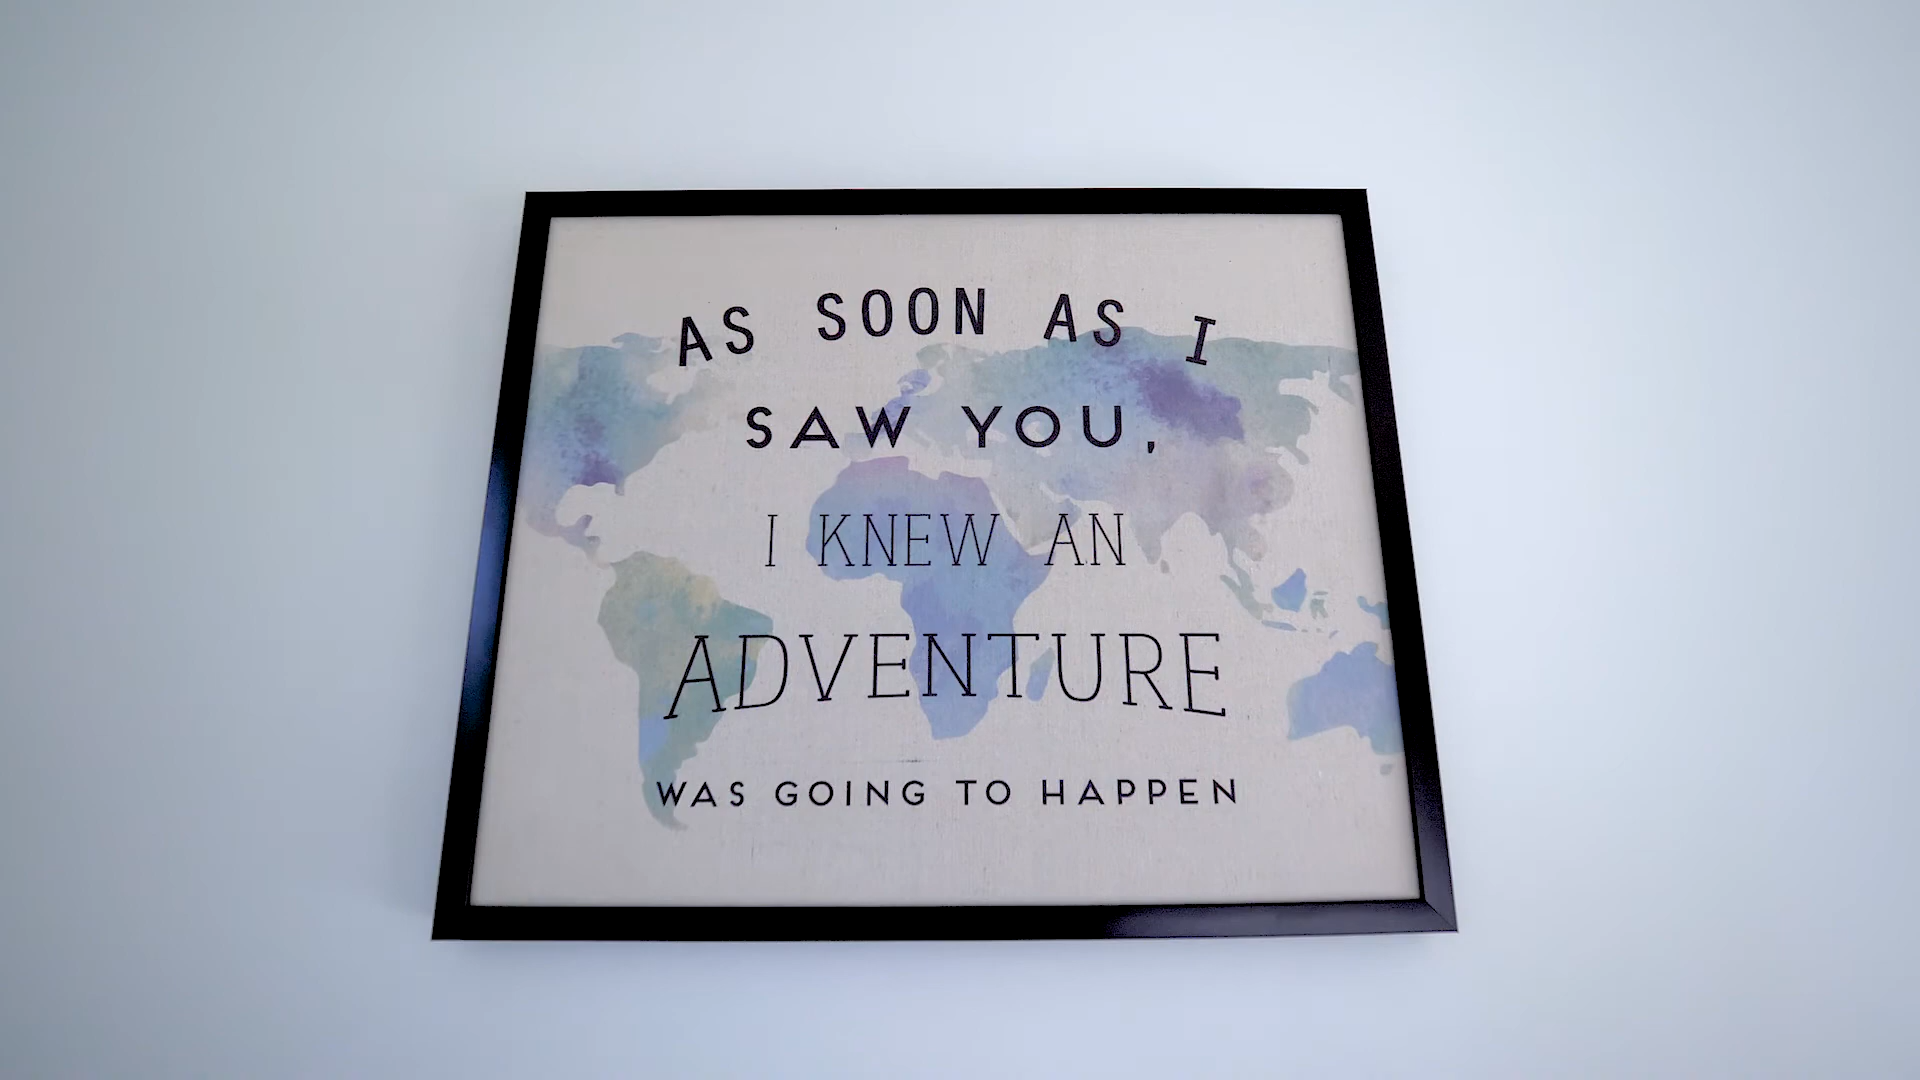 AS SOON AS I
SAW YOU,
I KNEW AN
ADVENTURE
WAS GOING TO HAPPEN